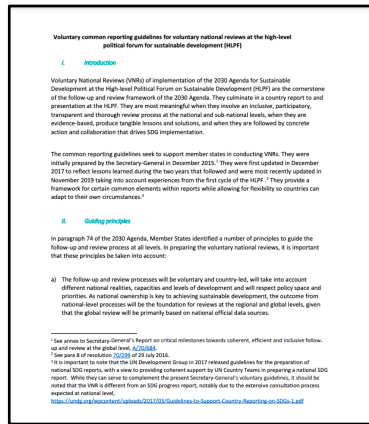 Voluntary common reporting guidelines for voluntary national reviews at the high-level
political forum for sustainable development (HLPF)
I. Introduction
Voluntary National Reviews (VNRs) of implementation of the 2030 Agenda for Sustainable
Development at the High-level Political Forum on Sustainable Development (HLPF) are the cornerstone
of the follow-up and review framework of the 2030 Agenda. They culminate in a country report to and
presentation at the HLPF. They are most meaningful when they involve an inclusive, participatory,
transparent and thorough review process at the national and sub-national levels, when they are
evidence-based, produce tangible lessons and solutions, and when they are followed by concrete
action and collaboration that drives SDG implementation.
The common reporting guidelines seek to support member states in conducting VNRs. They were
initially prepared by the Secretary-General in December 2015.¹ They were first updated in December
2017 to reflect lessons learned during the two years that followed and were most recently updated in
November 2019 taking into account experiences from the first cycle of the HLPF .² They provide a
framework for certain common elements within reports while allowing for flexibility so countries can
adapt to their own circumstances.³
II. Guiding principles
In paragraph 74 of the 2030 Agenda, Member States identified a number of principles to guide the
follow-up and review process at all levels. In preparing the voluntary national reviews, it is important
that these principles be taken into account:
a) The follow-up and review processes will be voluntary and country-led, will take into account
different national realities, capacities and levels of development and will respect policy space and
priorities. As national ownership is key to achieving sustainable development, the outcome from
national-level processes will be the foundation for reviews at the regional and global levels, given
that the global review will be primarily based on national official data sources.
¹ See annex to Secretary-General's Report on critical milestones towards coherent, efficient and inclusive follow-
up and review at the global level, A/70/684.
² See para 8 of resolution 70/299 of 29 July 2016.
³ It is important to note that the UN Development Group in 2017 released guidelines for the preparation of
national SDG reports, with a view to providing coherent support by UN Country Teams in preparing a national SDG
report. While they can serve to complement the present Secretary-General's voluntary guidelines, it should be
noted that the VNR is different from an SDG progress report, notably due to the extensive consultation process
expected at national level,
https://undg.org/wpcontent/uploads/2017/03/Guidelines-to-Support-Country-Reporting-on-SDGs-1.pdf